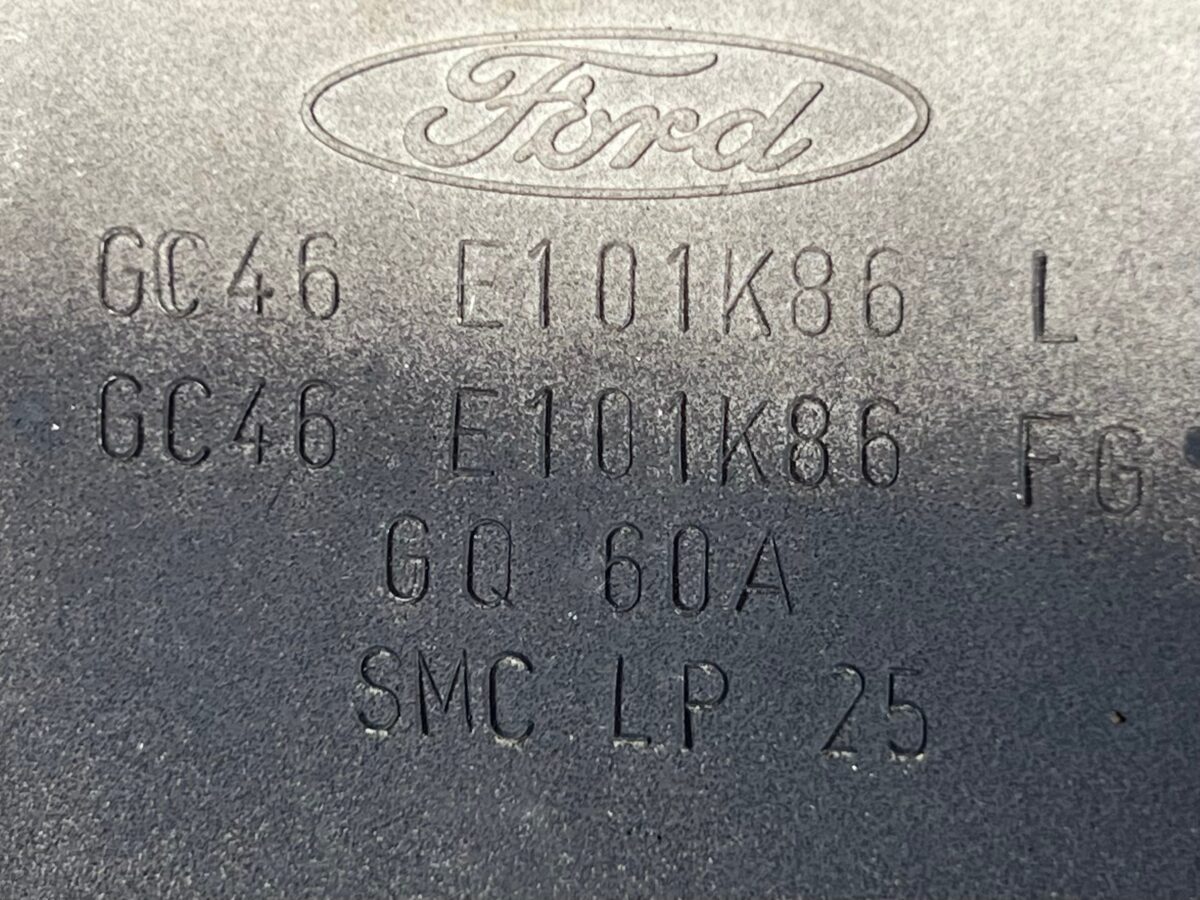 Ford
GC46 E101K86 L
GC46 E101K86 FG
GQ 60A
SMC LP 25